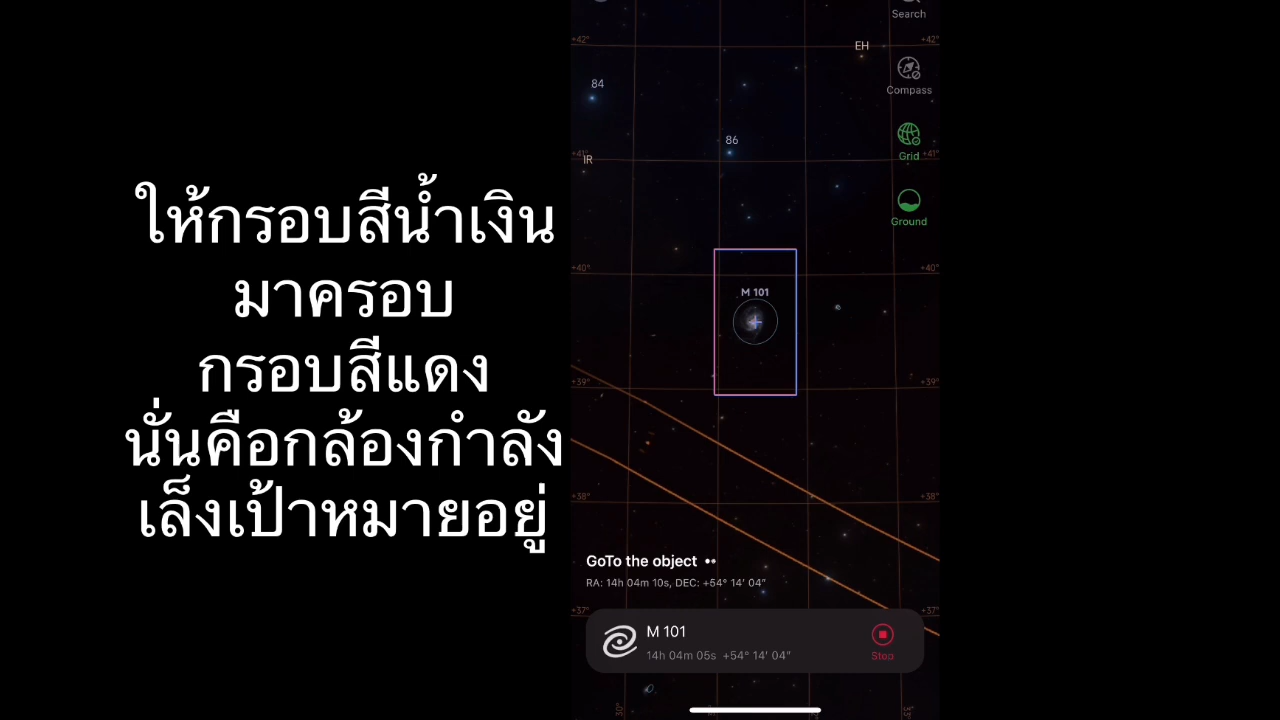 ให้กรอบสีน้ำเงิน
มาครอบ
กรอบสีแดง
นั่นคือกล้องกำลัง
เล็งเป้าหมายอยู่
Search
+42°
+42°
EH
84
Compass
86
+41°
IR
Grid
+41°
Ground
+40°
+40°
M 101
+39°
+39°
+38°
+38°
GoTo the object ••
RA: 14h 04m 10s, DEC: +54° 14' 04"
+37°
+37°
M 101
14h 04m 05s +54° 14' 04"
Stop